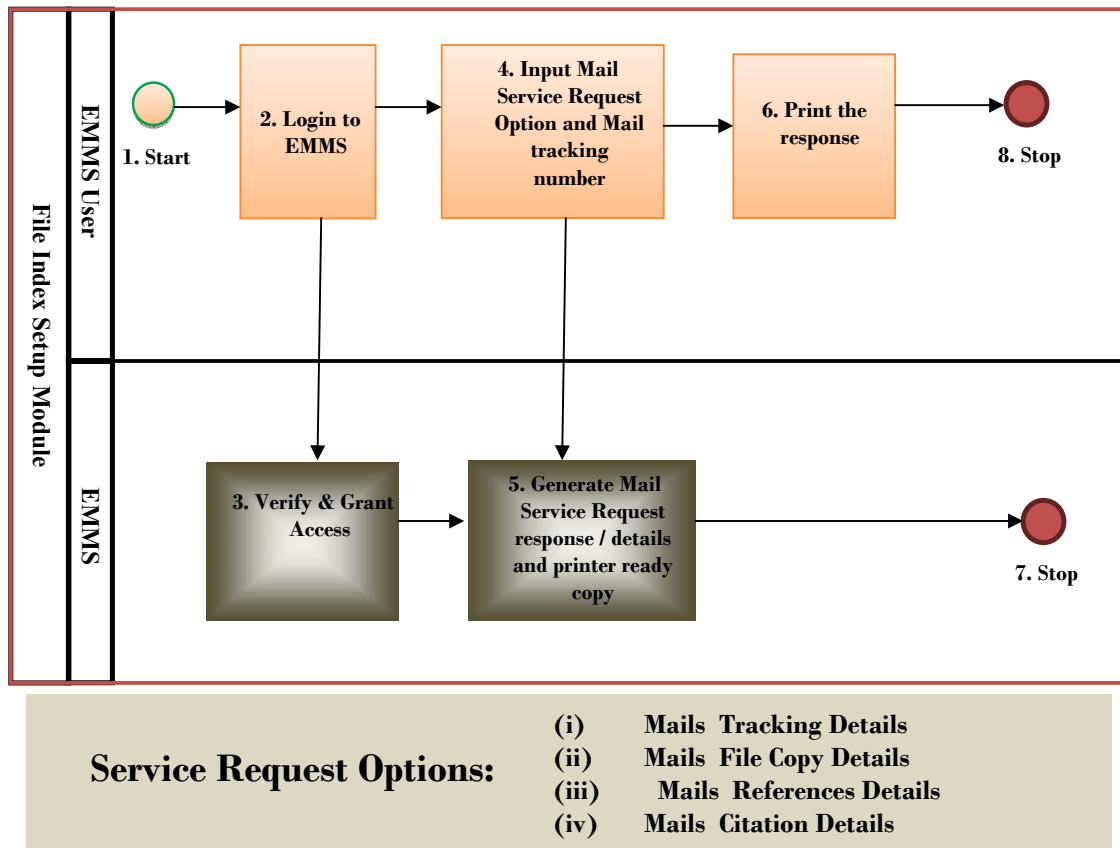 File Index Setup Module
EMMS User
1. Start
2. Login to
EMMS
4. Input Mail
Service Request
Option and Mail
tracking
number
6. Print the
response
8. Stop
EMMS
3. Verify & Grant
Access
5. Generate Mail
Service Request
response / details
and printer ready
copy
7. Stop
Service Request Options:
(i) Mails Tracking Details
(ii) Mails File Copy Details
(iii) Mails References Details
(iv) Mails Citation Details